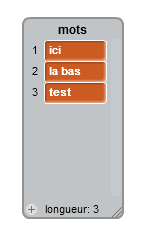 mots
1 ici
2 la bas
3 test
+ longueur: 3